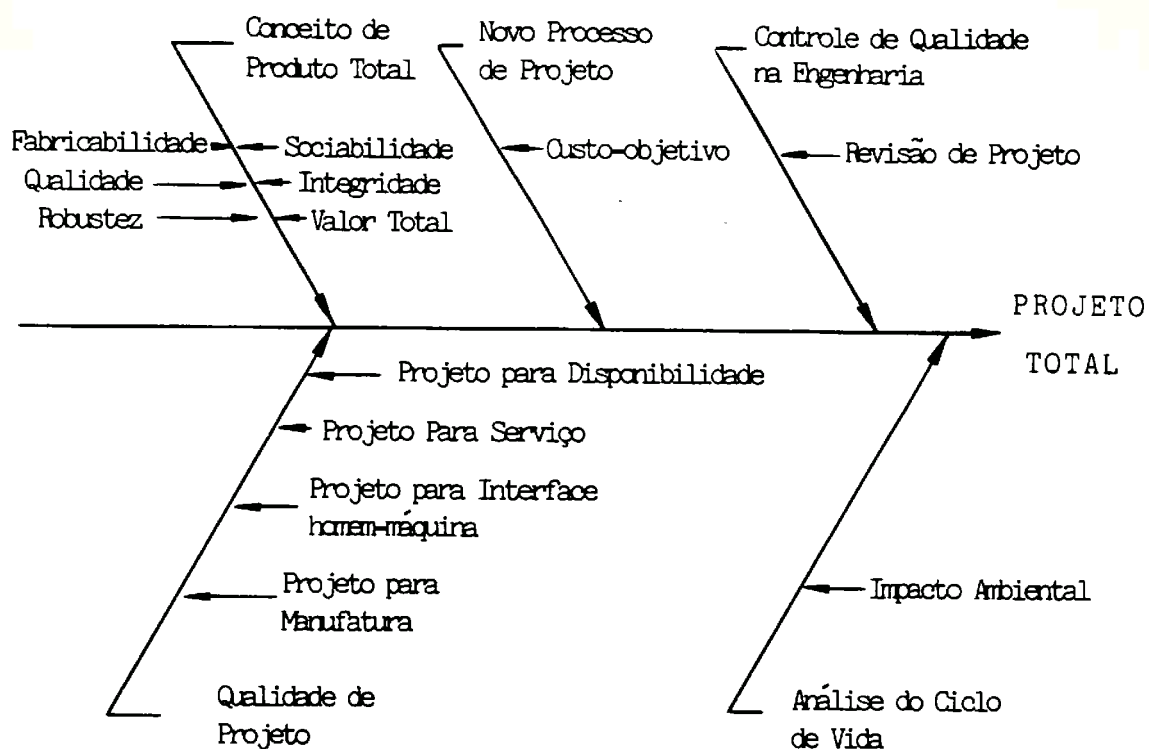 Conceito de
Produto Total
Novo Processo
de Projeto
Controle de Qualidade
na Engenharia
Fabricabilidade
Sociabilidade
Custo-objetivo
Revisão de Projeto
Qualidade
Integridade
Robustez
Valor Total
PROJETO
TOTAL
Projeto para Disponibilidade
Projeto Para Serviço
Projeto para Interface
homem-máquina
Projeto para
Manufatura
Impacto Ambiental
Qualidade de
Projeto
Análise do Ciclo
de Vida